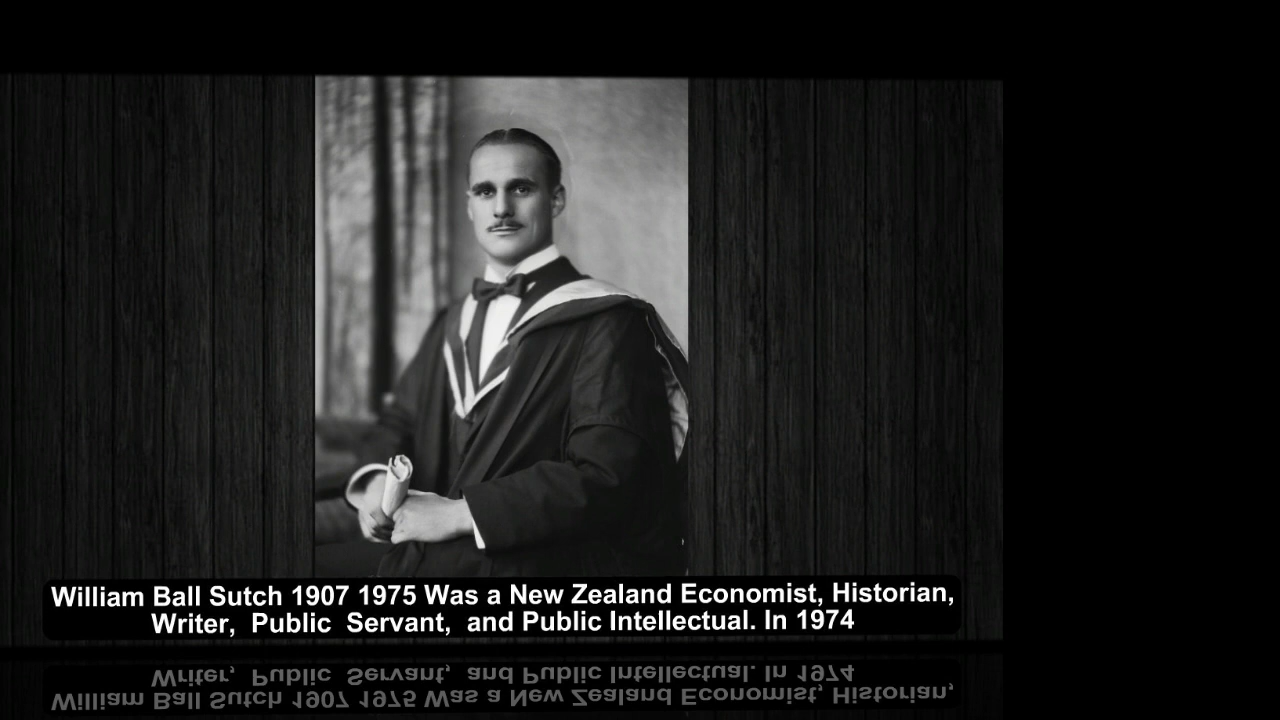 William Ball Sutch 1907 1975 Was a New Zealand Economist, Historian,
Writer, Public Servant, and Public Intellectual. In 1974